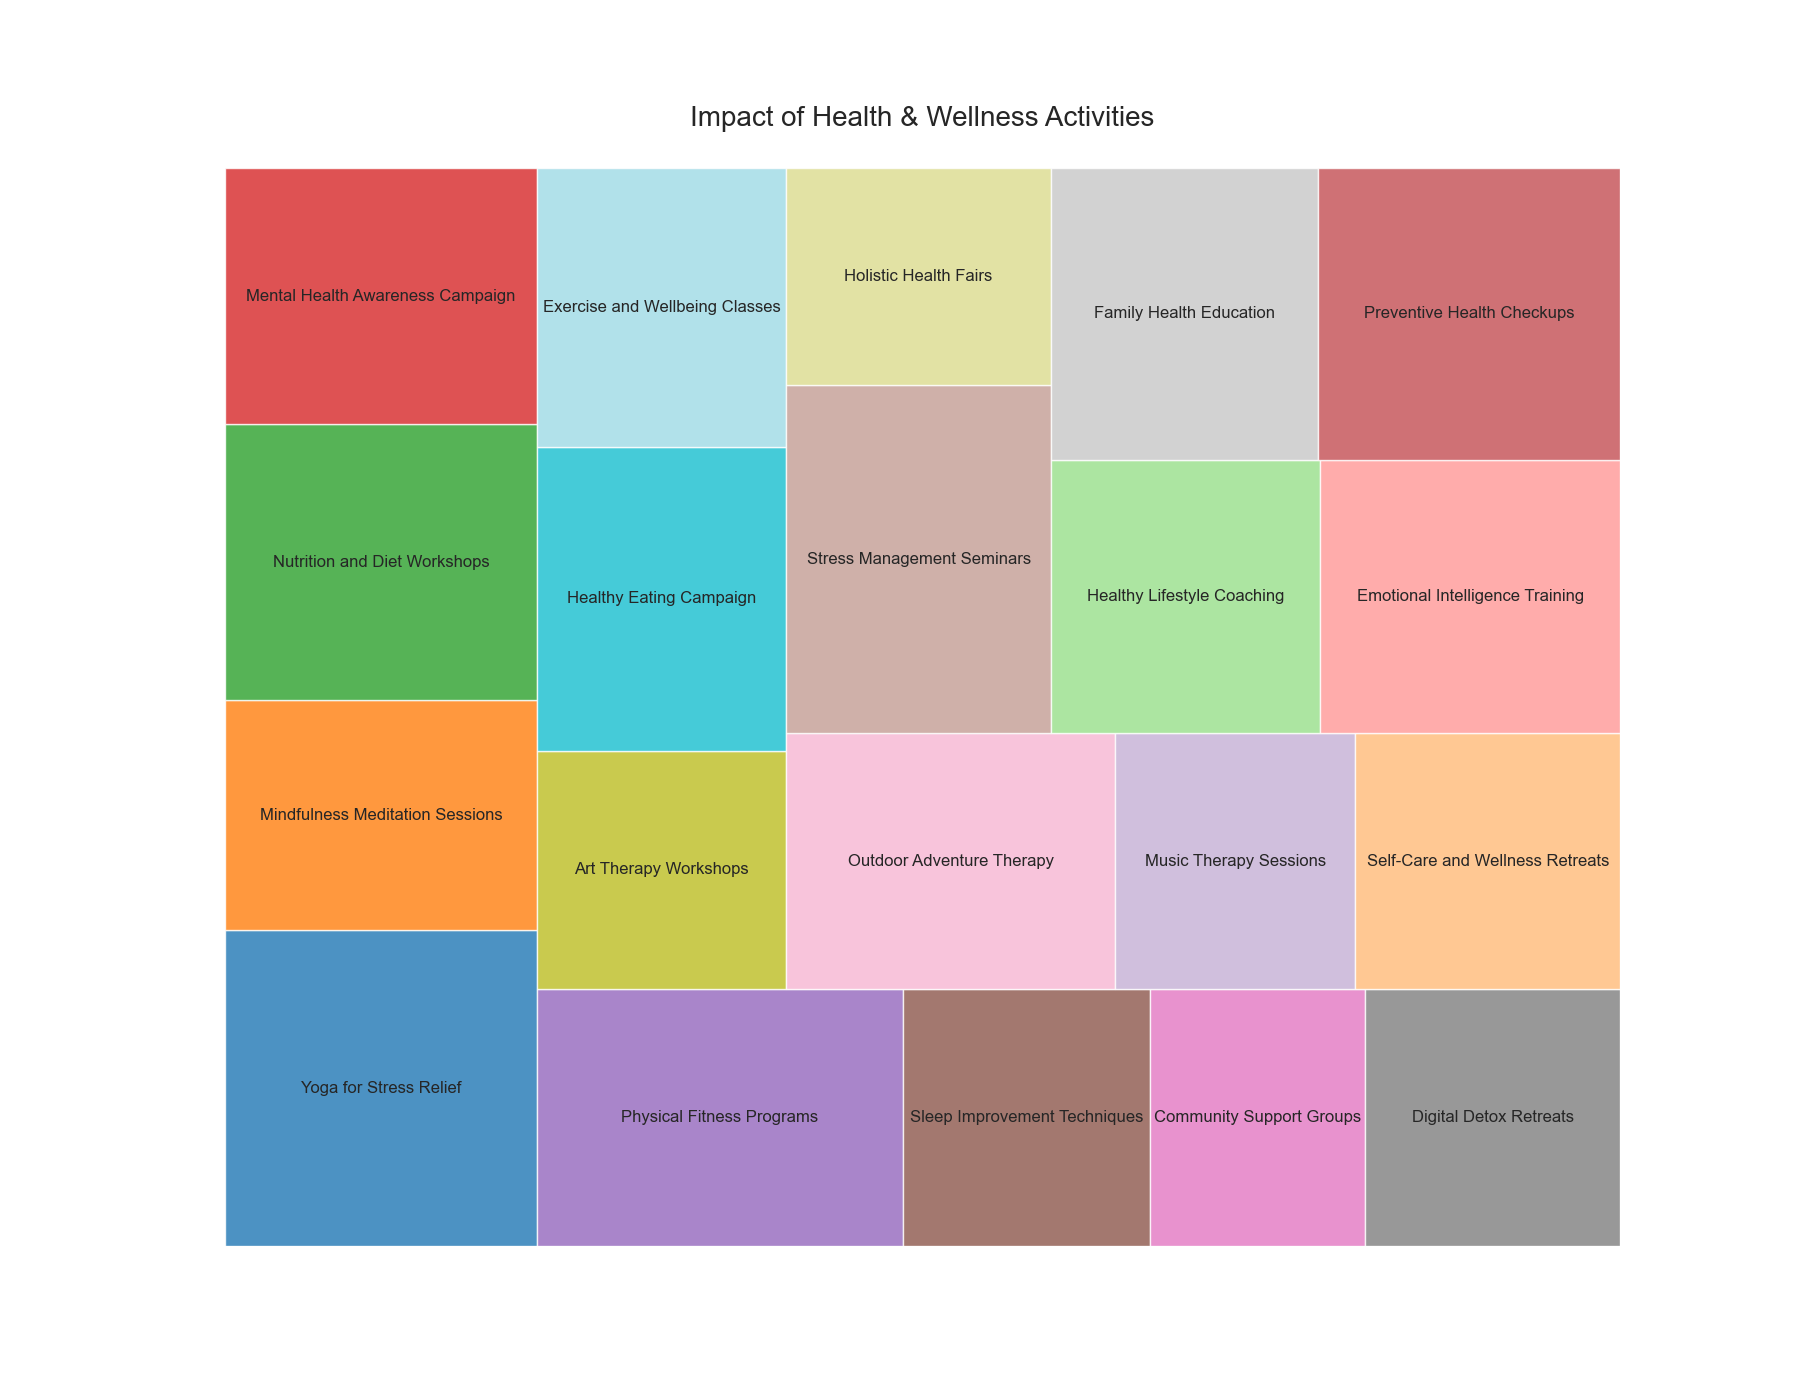 Impact of Health & Wellness Activities
Mental Health Awareness Campaign
Exercise and Wellbeing Classes
Holistic Health Fairs
Family Health Education
Preventive Health Checkups
Nutrition and Diet Workshops
Healthy Eating Campaign
Stress Management Seminars
Healthy Lifestyle Coaching
Emotional Intelligence Training
Mindfulness Meditation Sessions
Art Therapy Workshops
Outdoor Adventure Therapy
Music Therapy Sessions
Self-Care and Wellness Retreats
Yoga for Stress Relief
Physical Fitness Programs
Sleep Improvement Techniques
Community Support Groups
Digital Detox Retreats